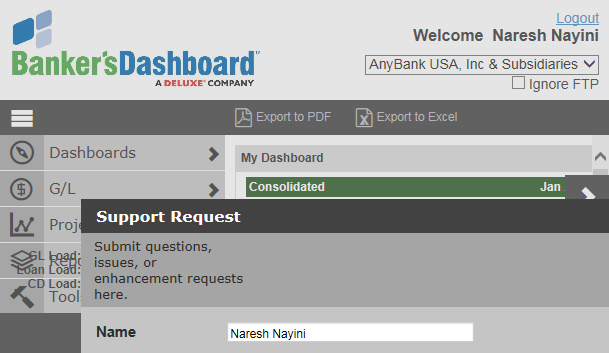 Logout
Welcome Naresh Nayini
Banker'sDashboard™
A DELUXE® COMPANY
AnyBank USA, Inc & Subsidiaries
Ignore FTP
Export to PDF
Export to Excel
Dashboards
My Dashboard
G/L
Consolidated Jan
Proje
Support Request
GL Load:
Repo
Loan Load:
CD Load:
Tool
Submit questions,
issues, or
enhancement requests
here.
Name
Naresh Nayini